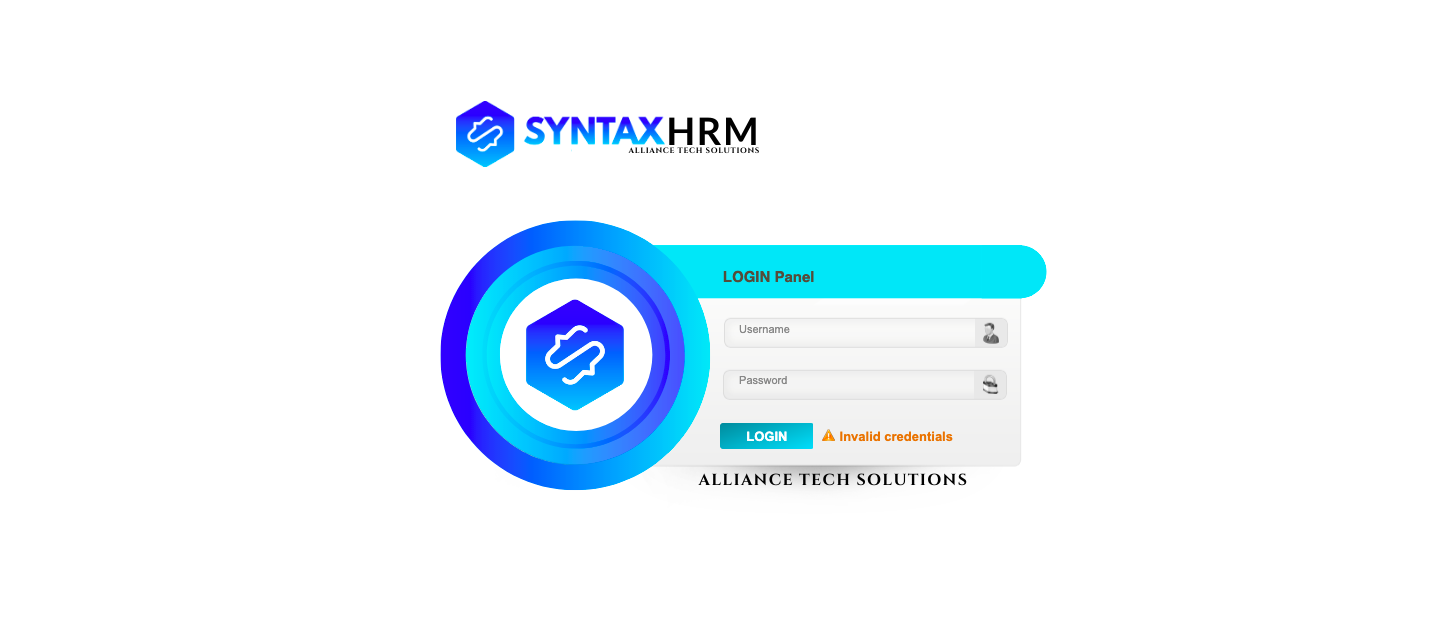 SYNTAXHRM
ALLIANCE TECH SOLUTIONS
LOGIN Panel
Username
Password
LOGIN
Invalid credentials
ALLIANCE TECH SOLUTIONS